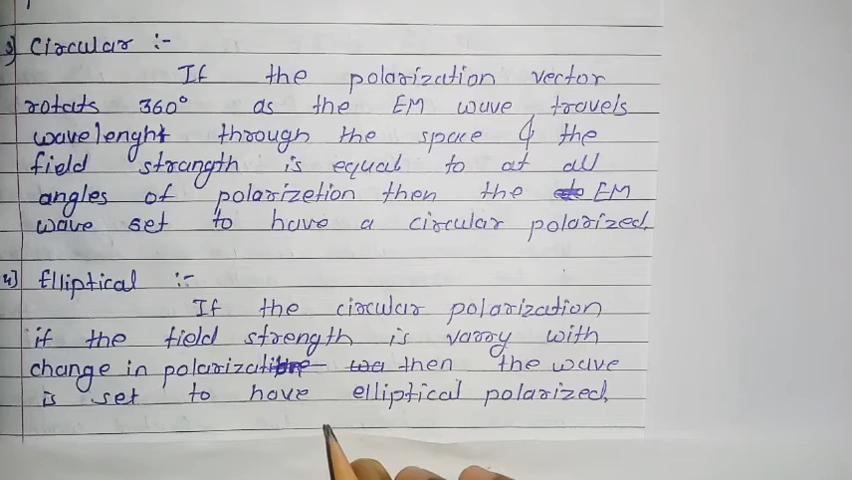 3] Circular :-
If the polarization vector
rotats 360° as the EM wave travels
wavelenght through the space & the
field strangth is equal to at all
angles of polarizetion then the EM
wave set to have a circular polarized.
4] Elliptical :-
If the circular polarization
if the field strength is varry with
change in polarization then the wave
is set to have elliptical polarized.